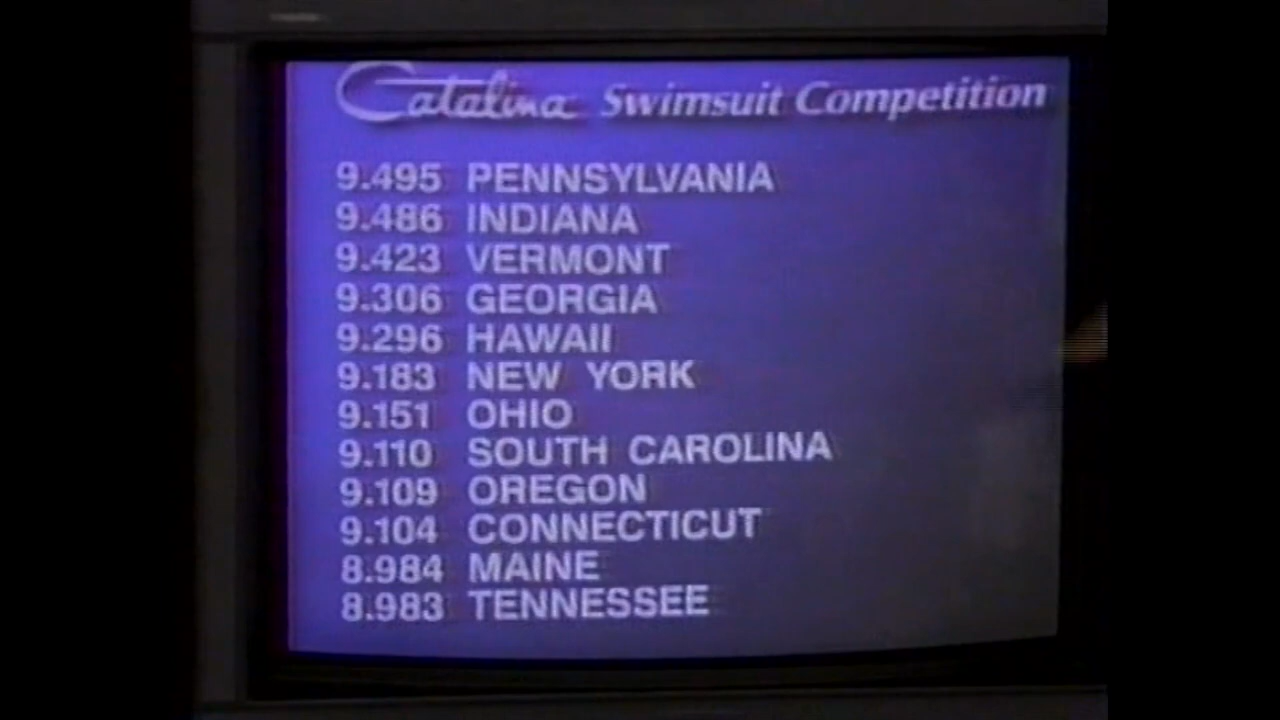 Catalina Swimsuit Competition
9.495 PENNSYLVANIA
9.486 INDIANA
9.423 VERMONT
9.306 GEORGIA
9.296 HAWAII
9.183 NEW YORK
9.151 OHIO
9.110 SOUTH CAROLINA
9.109 OREGON
9.104 CONNECTICUT
8.984 MAINE
8.983 TENNESSEE